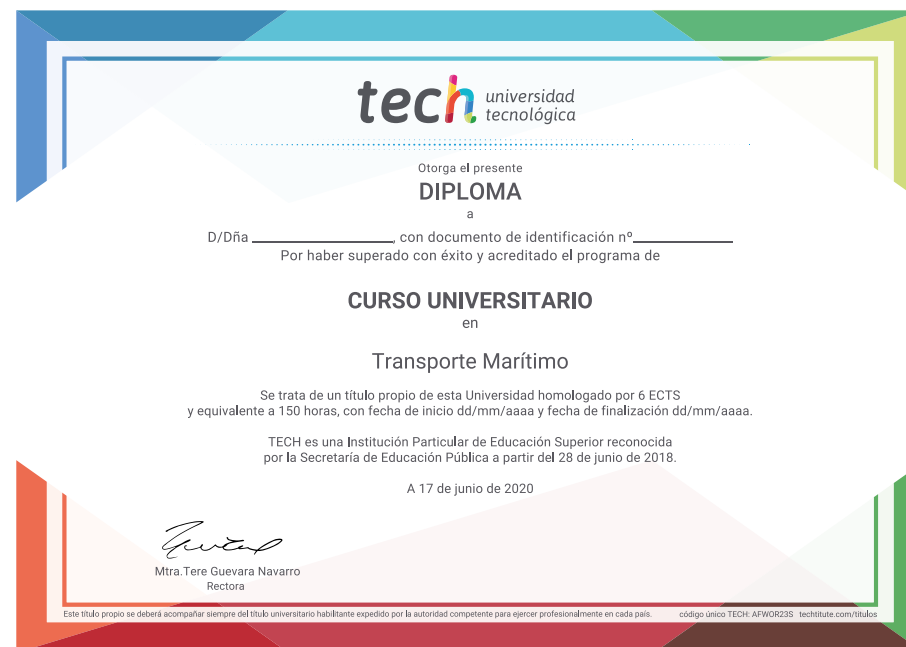 tech universidad
tecnológica
Otorga el presente
DIPLOMA
a
D/Dña ____________________, con documento de identificación nº______________
Por haber superado con éxito y acreditado el programa de
CURSO UNIVERSITARIO
en
Transporte Marítimo
Se trata de un título propio de esta Universidad homologado por 6 ECTS
y equivalente a 150 horas, con fecha de inicio dd/mm/aaaa y fecha de finalización dd/mm/aaaa.
TECH es una Institución Particular de Educación Superior reconocida
por la Secretaría de Educación Pública a partir del 28 de junio de 2018.
A 17 de junio de 2020
Mtra.Tere Guevara Navarro
Rectora
Este título propio se deberá acompañar siempre del título universitario habilitante expedido por la autoridad competente para ejercer profesionalmente en cada país. código único TECH: AFWOR23S techtitute.com/títulos